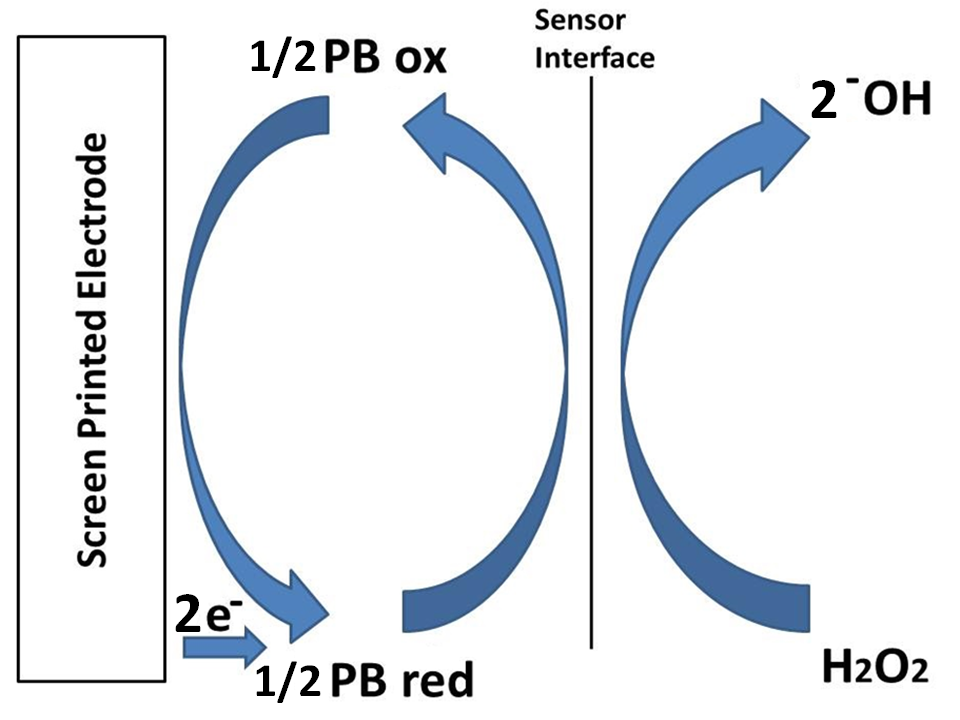 Sensor
Interface
1/2 PB ox
2 ⁻OH
Screen Printed Electrode
2e⁻
1/2 PB red
H₂O₂